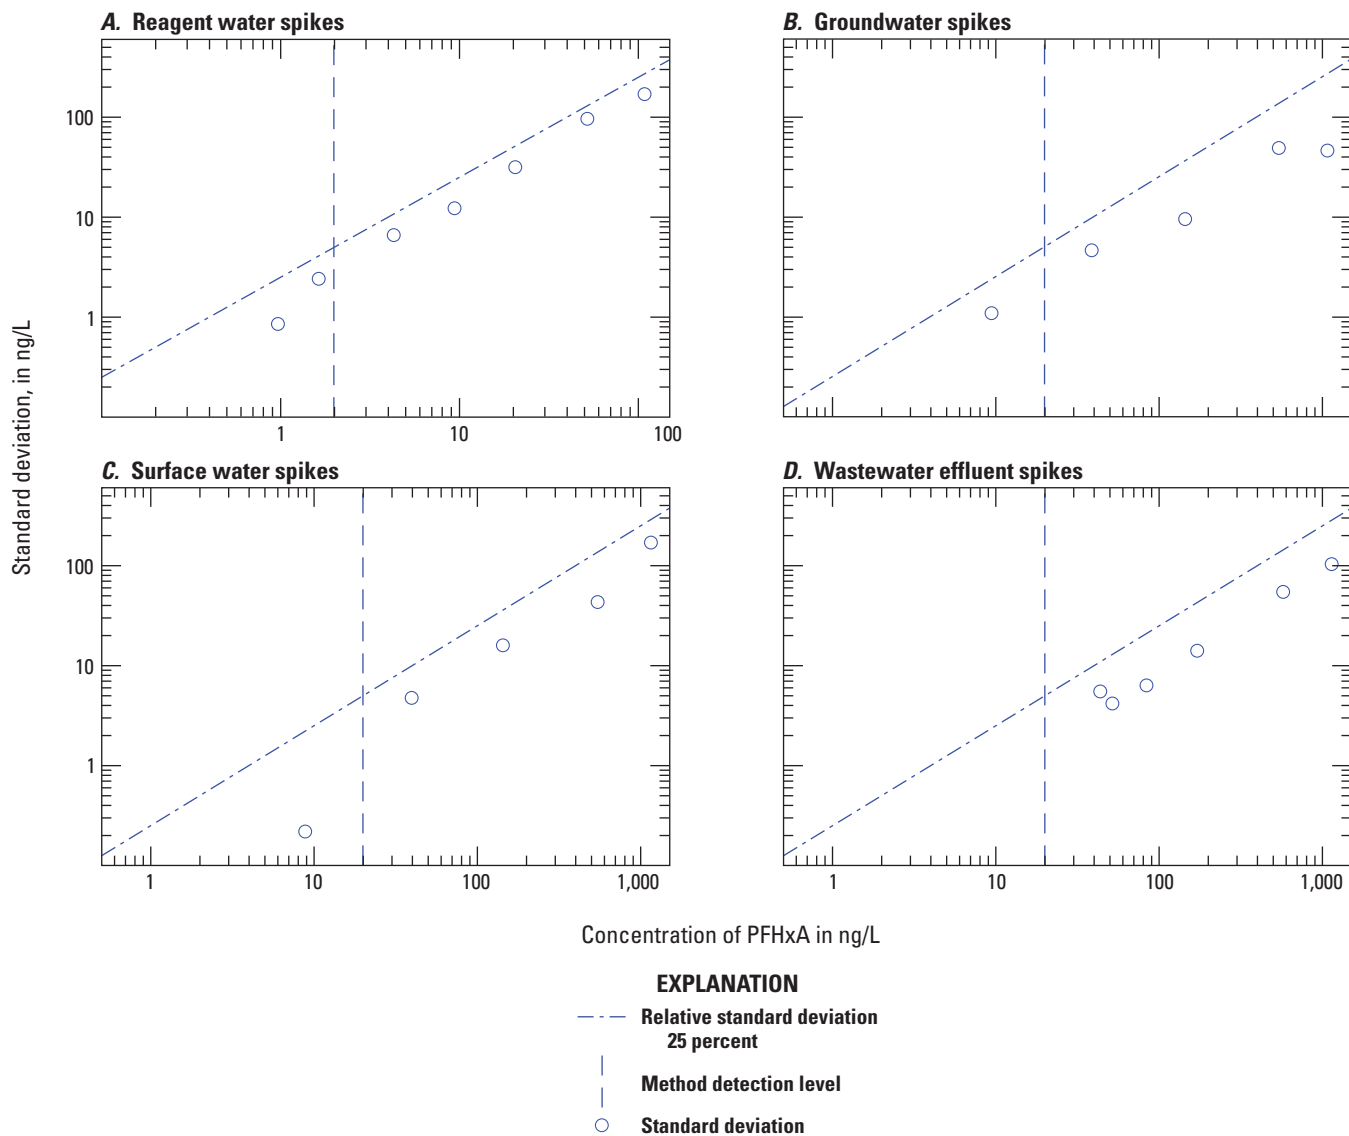 A. Reagent water spikes
B. Groundwater spikes
100
10
1
1
10
100
Standard deviation, in ng/L
C. Surface water spikes
D. Wastewater effluent spikes
100
10
1
1
10
100
1,000
1
10
100
1,000
Concentration of PFHxA in ng/L
EXPLANATION
Relative standard deviation
25 percent
Method detection level
Standard deviation